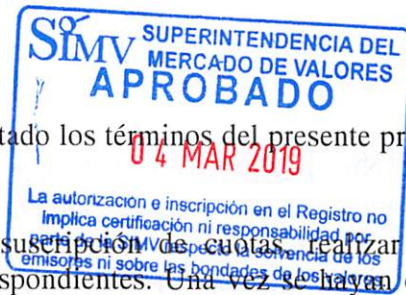 SIMV SUPERINTENDENCIA DEL
MERCADO DE VALORES
APROBADO
tado los términos del presente pr
04 MAR 2019
La autorización e inscripción en el Registro no
implica certificación ni responsabilidad por
suscripción de cuotas, realizar
parte de la SIMV respecto la solvencia de los
emisores ni sobre las bondades de los valores.
spondientes. Una vez se hayan